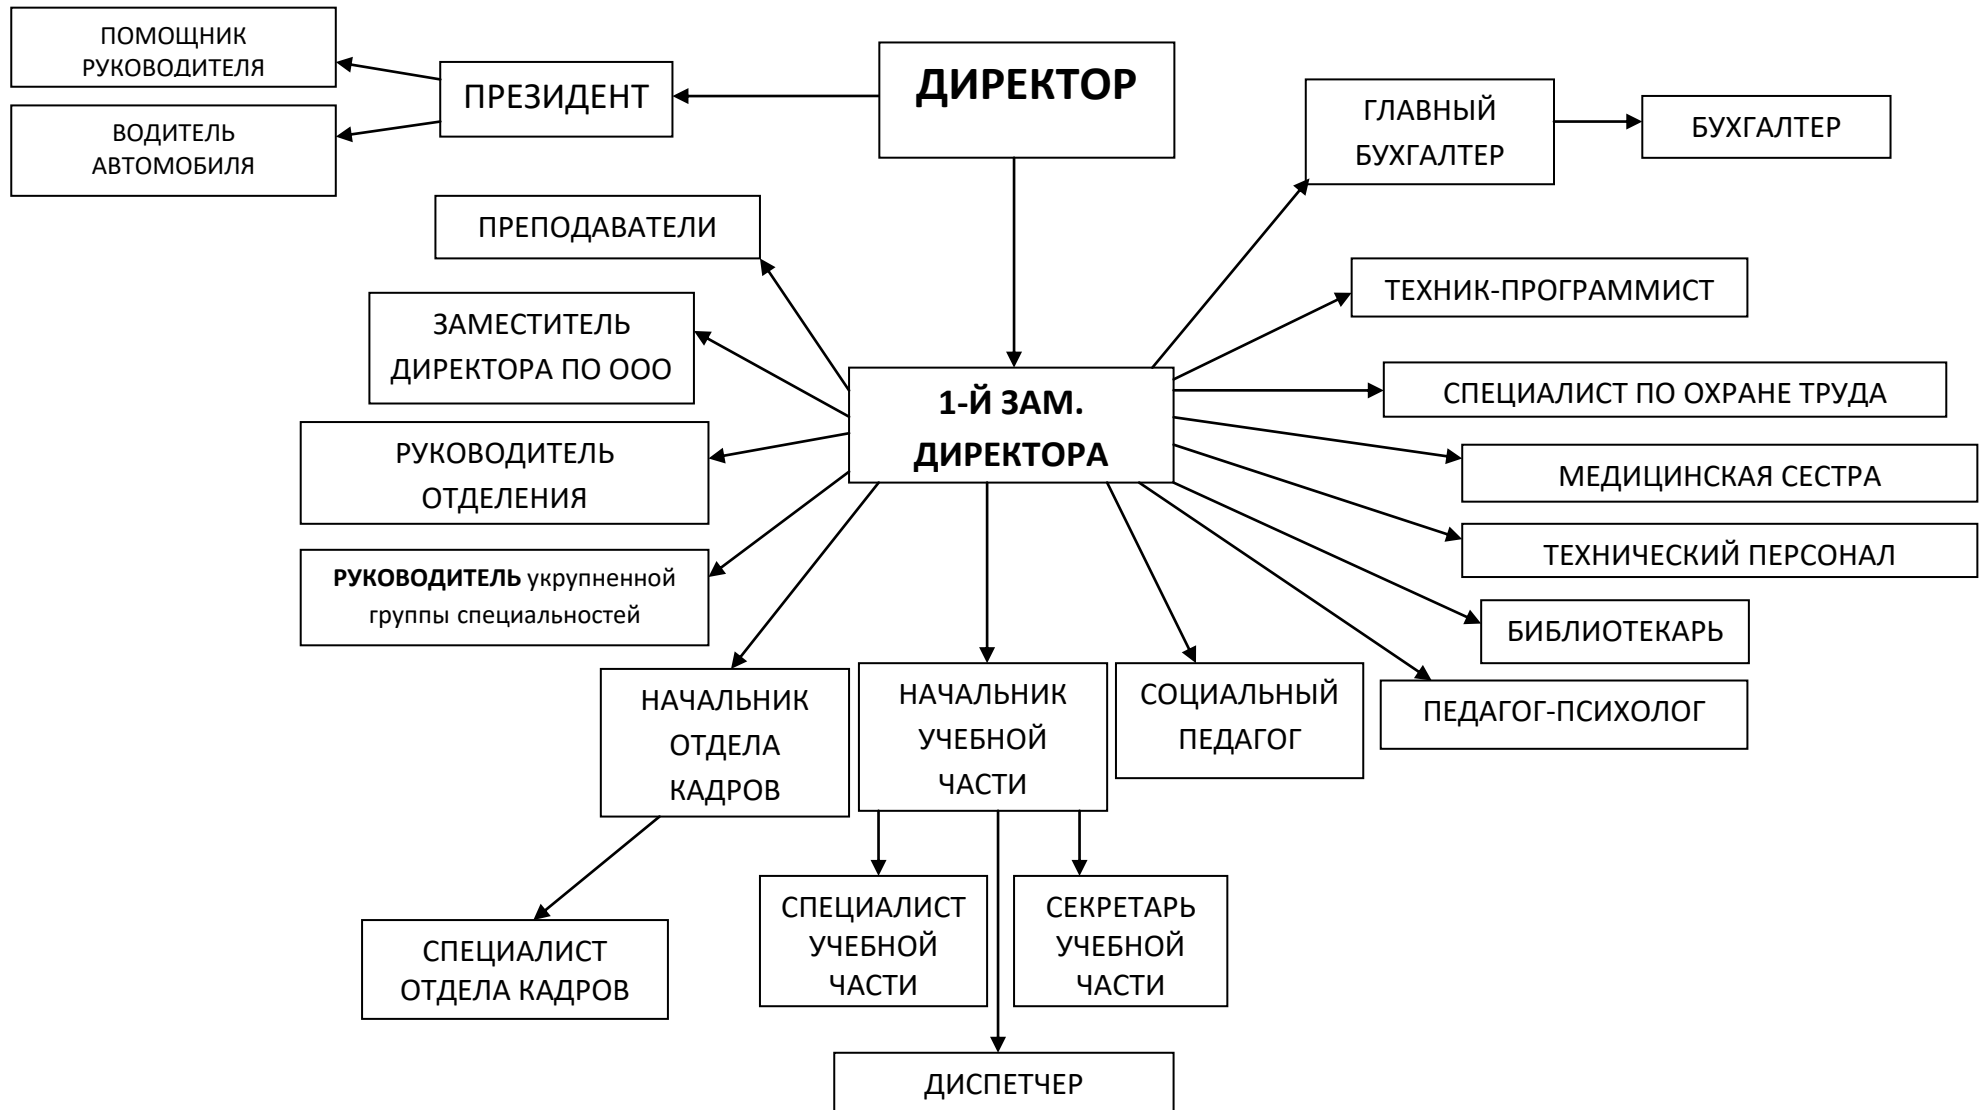 ПОМОЩНИК
РУКОВОДИТЕЛЯ
ПРЕЗИДЕНТ
ДИРЕКТОР
ГЛАВНЫЙ
БУХГАЛТЕР
БУХГАЛТЕР
ВОДИТЕЛЬ
АВТОМОБИЛЯ
ПРЕПОДАВАТЕЛИ
ТЕХНИК-ПРОГРАММИСТ
ЗАМЕСТИТЕЛЬ
ДИРЕКТОРА ПО ООО
1-Й ЗАМ.
ДИРЕКТОРА
СПЕЦИАЛИСТ ПО ОХРАНЕ ТРУДА
РУКОВОДИТЕЛЬ
ОТДЕЛЕНИЯ
МЕДИЦИНСКАЯ СЕСТРА
ТЕХНИЧЕСКИЙ ПЕРСОНАЛ
РУКОВОДИТЕЛЬ укрупненной
группы специальностей
БИБЛИОТЕКАРЬ
НАЧАЛЬНИК
ОТДЕЛА
КАДРОВ
НАЧАЛЬНИК
УЧЕБНОЙ
ЧАСТИ
СОЦИАЛЬНЫЙ
ПЕДАГОГ
ПЕДАГОГ-ПСИХОЛОГ
СПЕЦИАЛИСТ
ОТДЕЛА КАДРОВ
СПЕЦИАЛИСТ
УЧЕБНОЙ
ЧАСТИ
СЕКРЕТАРЬ
УЧЕБНОЙ
ЧАСТИ
ДИСПЕТЧЕР